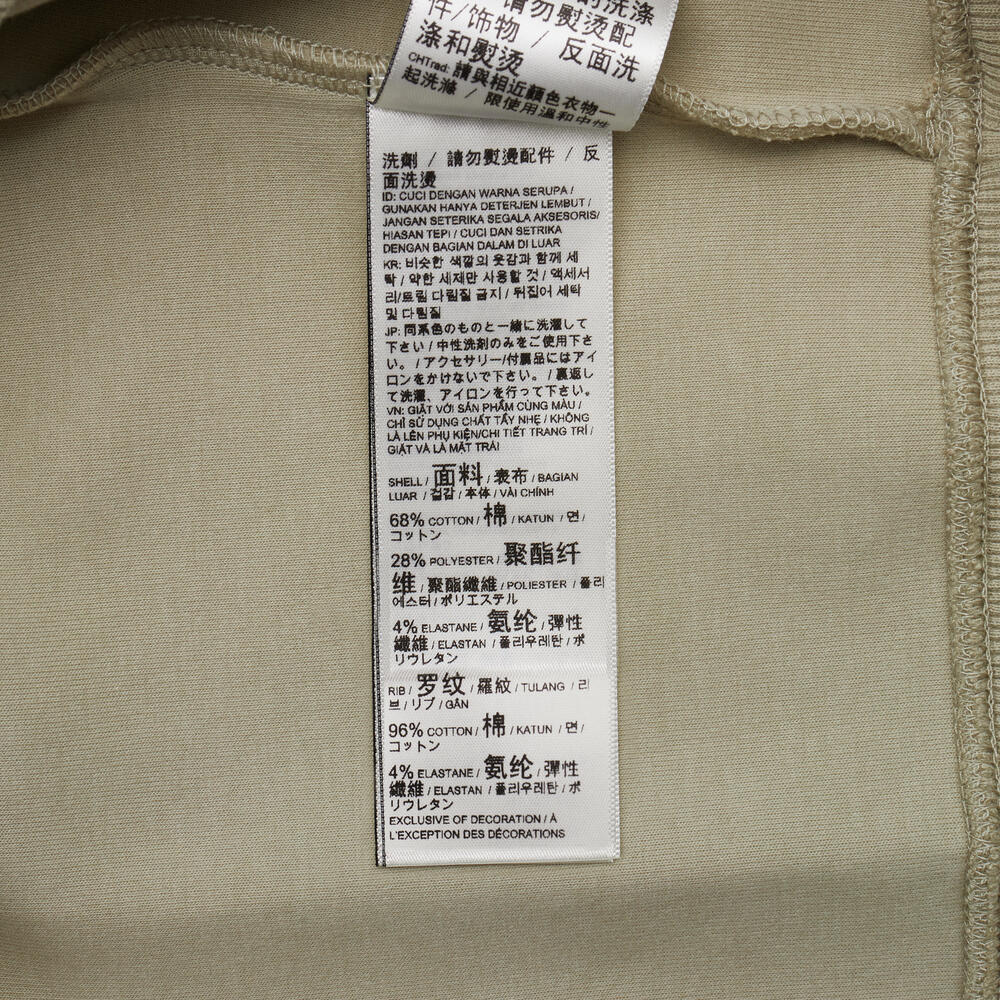 請勿熨燙配
件/饰物 / 反面洗
涤和熨烫
CHTrad: 請與相近顏色衣物一
起洗滌 / 限使用溫和中性
洗劑 / 請勿熨燙配件 / 反
面洗燙
ID: CUCI DENGAN WARNA SERUPA /
GUNAKAN HANYA DETERJEN LEMBUT /
JANGAN SETERIKA SEGALA AKSESORIS/
HIASAN TEPI / CUCI DAN SETRIKA
DENGAN BAGIAN DALAM DI LUAR
KR: 비슷한 색깔의 옷감과 함께 세
탁 / 약한 세제만 사용할 것 / 액세서
리/트림 다림질 금지 / 뒤집어 세탁
및 다림질
JP: 同系色のものと一緒に洗濯して
下さい / 中性洗剤のみをご使用下さ
い。 / アクセサリー/付属品にはアイ
ロンをかけないで下さい。 / 裏返し
て洗濯、アイロンを行って下さい。
VN: GIẶT VỚI SẢN PHẨM CÙNG MÀU /
CHỈ SỬ DỤNG CHẤT TẨY NHẸ / KHÔNG
LÀ LÊN PHỤ KIỆN/CHI TIẾT TRANG TRÍ /
GIẶT VÀ LÀ MẶT TRÁI
SHELL / 面料 / 表布 / BAGIAN
LUAR / 겉감 / 本体 / VẢI CHÍNH
68% COTTON / 棉 / KATUN / 면 /
コットン
28% POLYESTER / 聚酯纤
维 / 聚酯纖維 / POLIESTER / 폴리
에스터 / ポリエステル
4% ELASTANE / 氨纶 / 彈性
纖維 / ELASTAN / 폴리우레탄 / ポ
リウレタン
RIB / 罗纹 / 羅紋 / TULANG / 리
브 / リブ / GÂN
96% COTTON / 棉 / KATUN / 면 /
コットン
4% ELASTANE / 氨纶 / 彈性
纖維 / ELASTAN / 폴리우레탄 / ポ
リウレタン
EXCLUSIVE OF DECORATION / À
L'EXCEPTION DES DÉCORATIONS